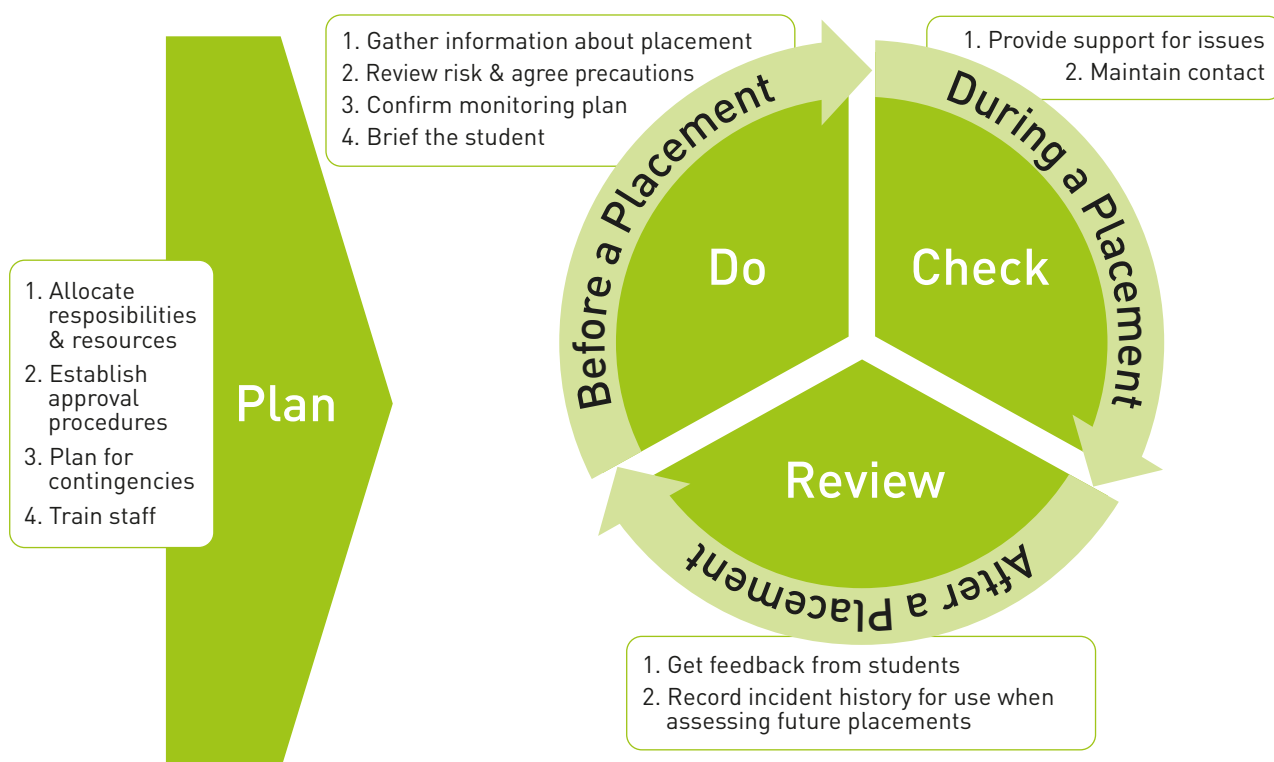 Plan
1. Allocate
resposibilities
& resources
2. Establish
approval
procedures
3. Plan for
contingencies
4. Train staff
Before a Placement
Do
1. Gather information about placement
2. Review risk & agree precautions
3. Confirm monitoring plan
4. Brief the student
During a Placement
Check
1. Provide support for issues
2. Maintain contact
After a Placement
Review
1. Get feedback from students
2. Record incident history for use when
assessing future placements